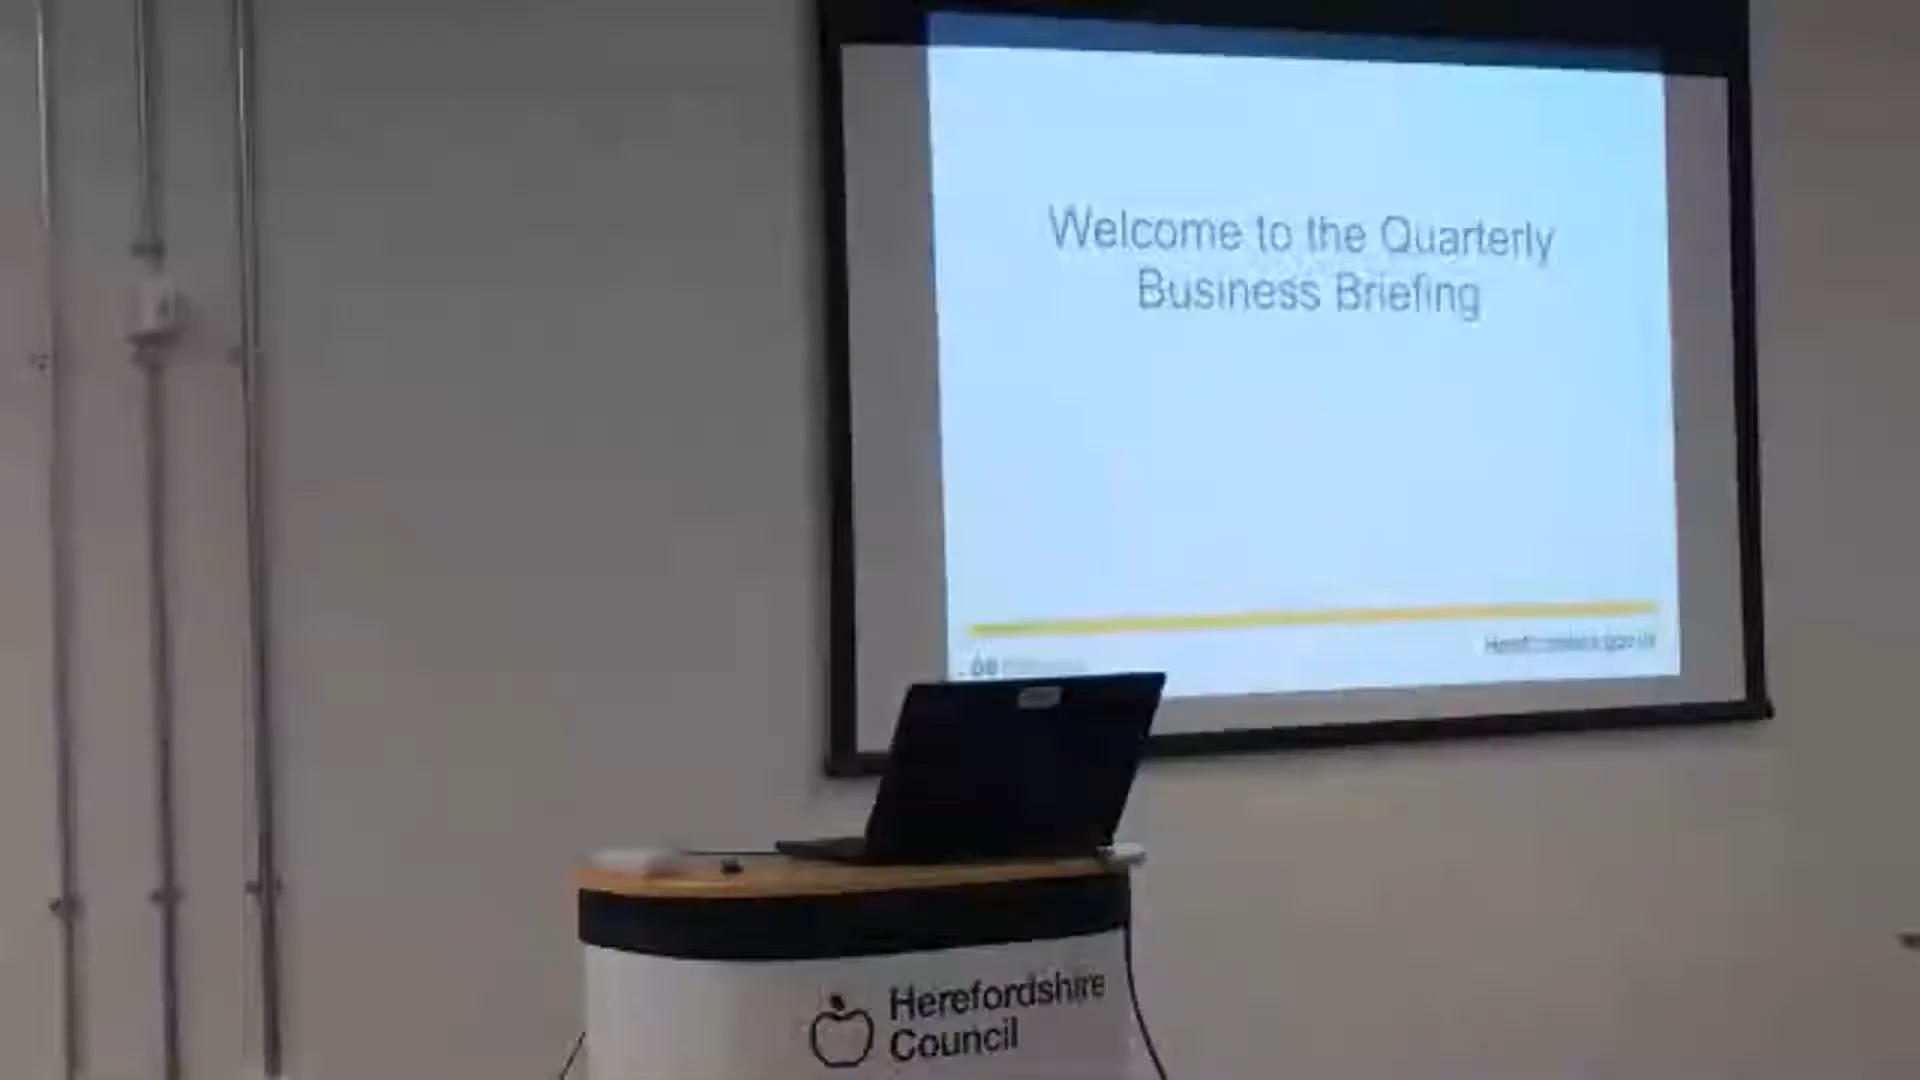 Welcome to the Quarterly
Business Briefing
Herefordshire
Council